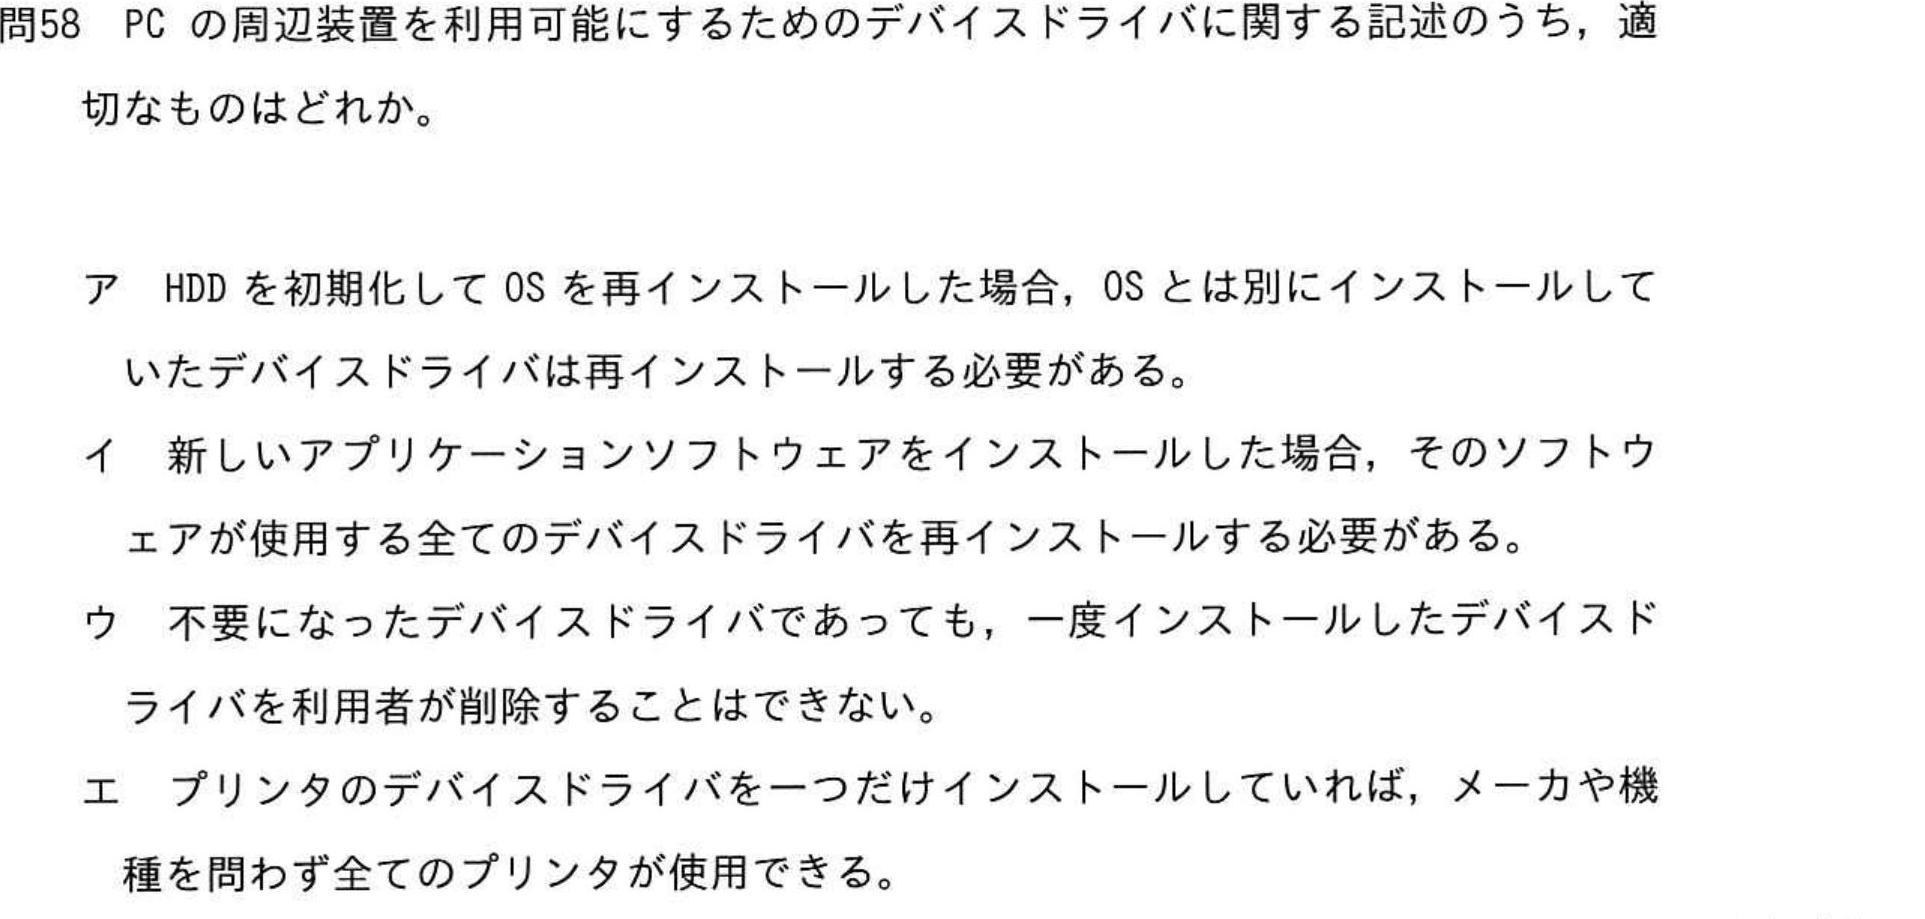 問58　PC の周辺装置を利用可能にするためのデバイスドライバに関する記述のうち，適
切なものはどれか。
ア　HDD を初期化して OS を再インストールした場合，OS とは別にインストールして
いたデバイスドライバは再インストールする必要がある。
イ　新しいアプリケーションソフトウェアをインストールした場合，そのソフトウ
ェアが使用する全てのデバイスドライバを再インストールする必要がある。
ウ　不要になったデバイスドライバであっても，一度インストールしたデバイスド
ライバを利用者が削除することはできない。
エ　プリンタのデバイスドライバを一つだけインストールしていれば，メーカや機
種を問わず全てのプリンタが使用できる。